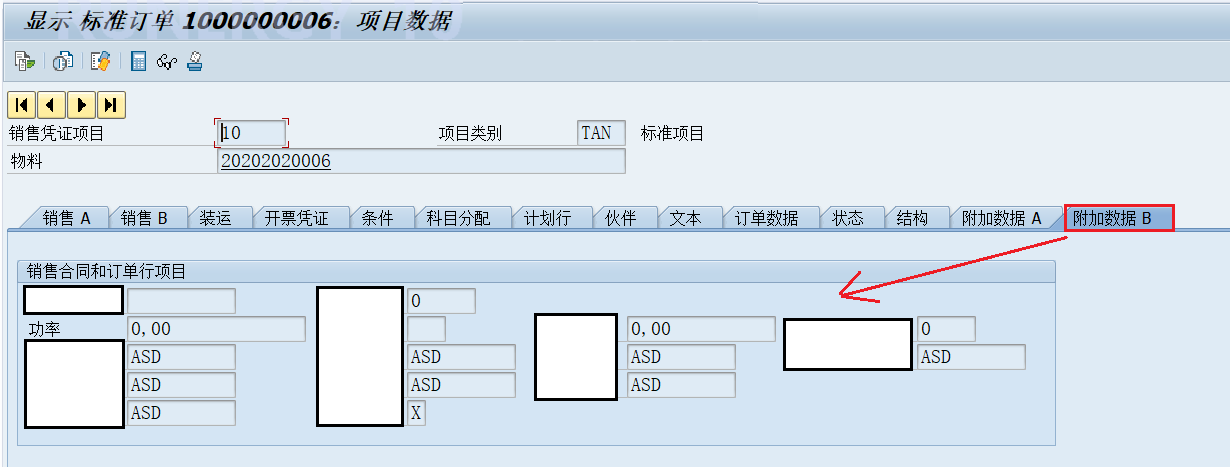 显示 标准订单 1000000006: 项目数据
销售凭证项目 10 项目类别 TAN 标准项目
物料 20202020006
销售 A 销售 B 装运 开票凭证 条件 科目分配 计划行 伙伴 文本 订单数据 状态 结构 附加数据 A 附加数据 B
销售合同和订单行项目
0
功率 0,00 0,00 0
ASD ASD ASD ASD
ASD ASD ASD
ASD X